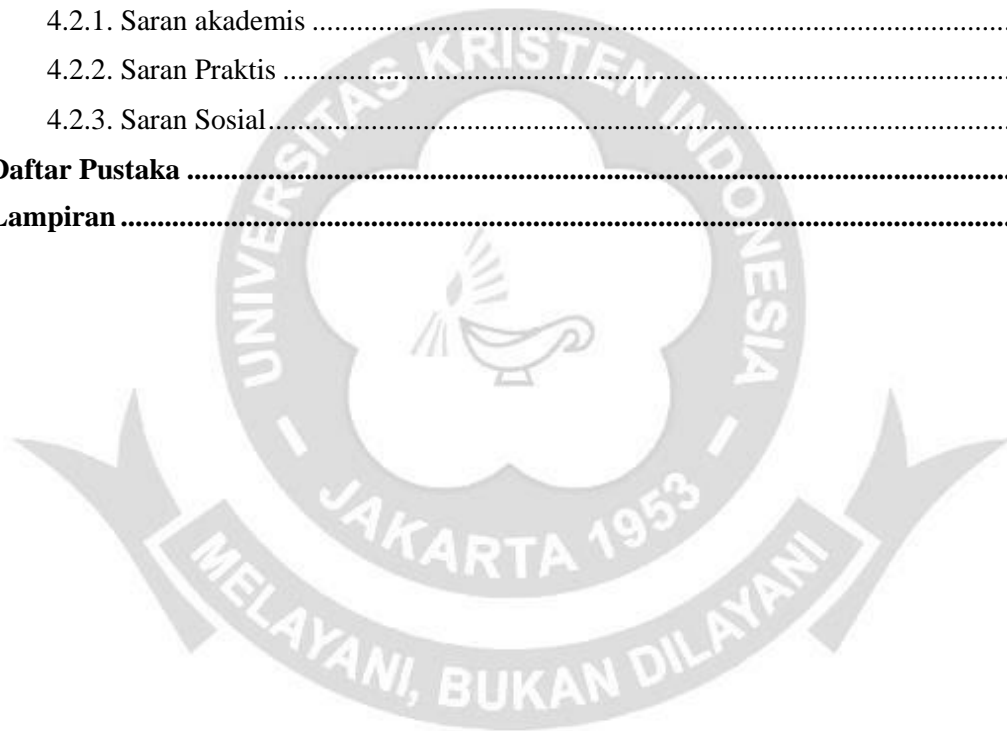 4.2.1. Saran akademis ................................................................................................
4.2.2. Saran Praktis ....................................................................................................
4.2.3. Saran Sosial......................................................................................................
Daftar Pustaka ................................................................................................................
Lampiran .........................................................................................................................
UNIVERSITAS KRISTEN INDONESIA
- JAKARTA 1953 -
MELAYANI, BUKAN DILAYANI